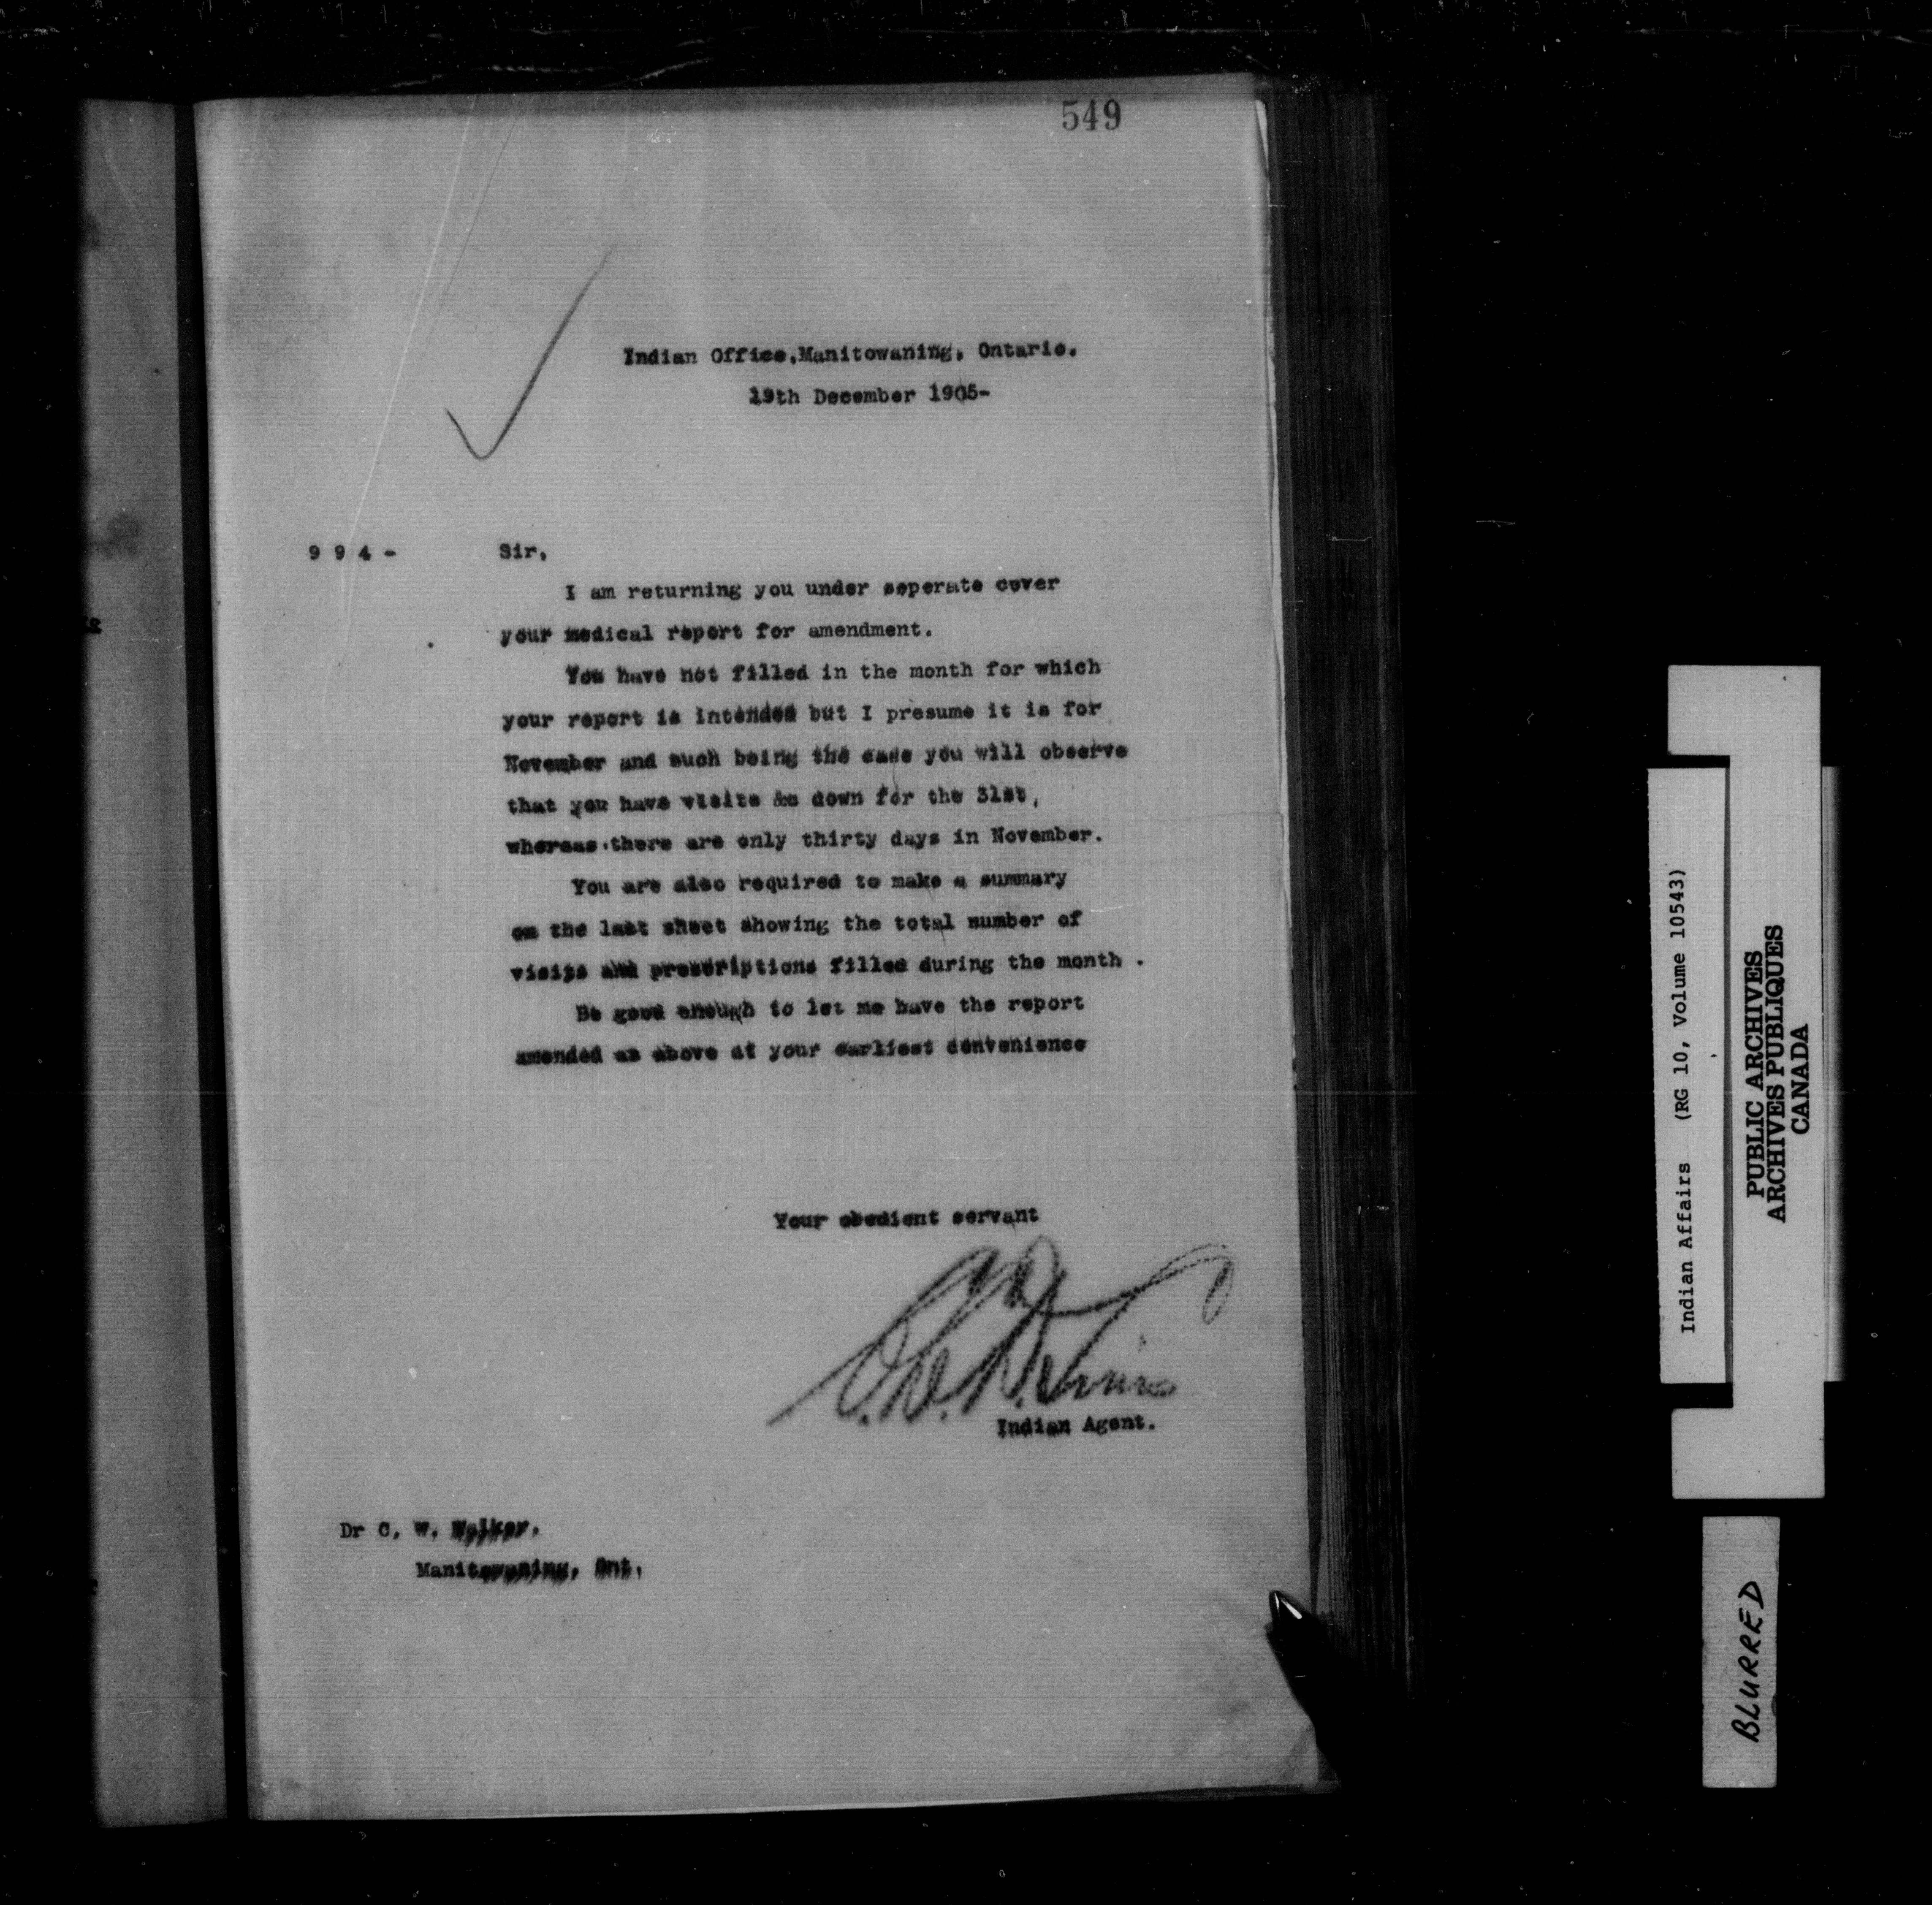 549
Indian Office, Manitowaning, Ontario.
19th December 1905-
9 9 4 - Sir,
I am returning you under seperate cover
your medical report for amendment.
You have not filled in the month for which
your report is intended but I presume it is for
November and such being the case you will observe
that you have visits &c down for the 31st,
whereas there are only thirty days in November.
You are also required to make a summary
on the last sheet showing the total number of
visits and prescriptions filled during the month .
Be good enough to let me have the report
amended as above at your earliest convenience
Your obedient servant
Indian Agent.
Dr C. W. Walker,
Manitowaning, Ont.
Indian Affairs (RG 10, Volume 10543)
PUBLIC ARCHIVES
ARCHIVES PUBLIQUES
CANADA
BLURRED